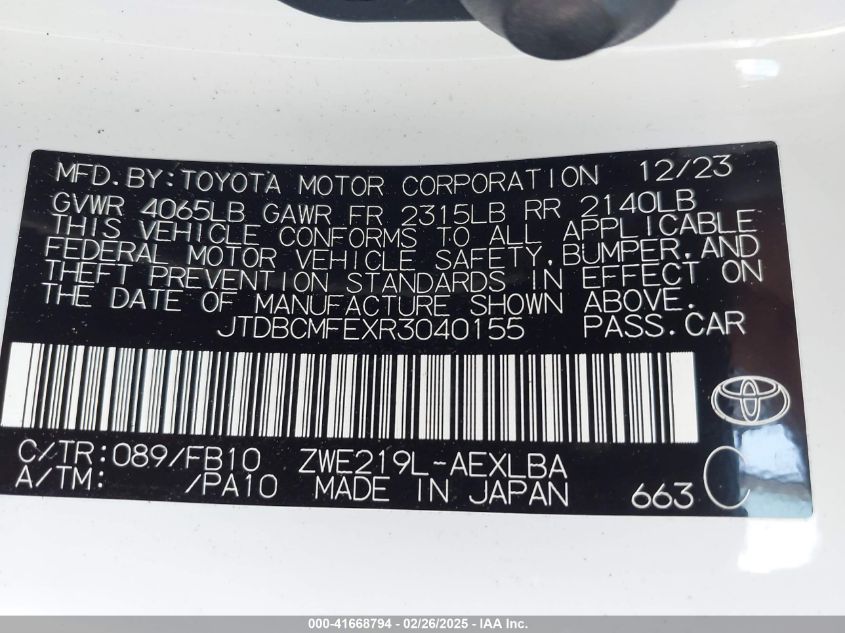 MFD.BY:TOYOTA MOTOR CORPORATION 12/23
GVWR 4065LB GAWR FR 2315LB RR 2140LB
THIS VEHICLE CONFORMS TO ALL APPLICABLE
FEDERAL MOTOR VEHICLE SAFETY,BUMPER,AND
THEFT PREVENTION STANDARDS IN EFFECT ON
THE DATE OF MANUFACTURE SHOWN ABOVE.
JTDBCMFEXR3040155 PASS.CAR
C/TR:089/FB10 ZWE219L-AEXLBA
A/TM: /PA10 MADE IN JAPAN 663 C
000-41668794 - 02/26/2025 - IAA Inc.